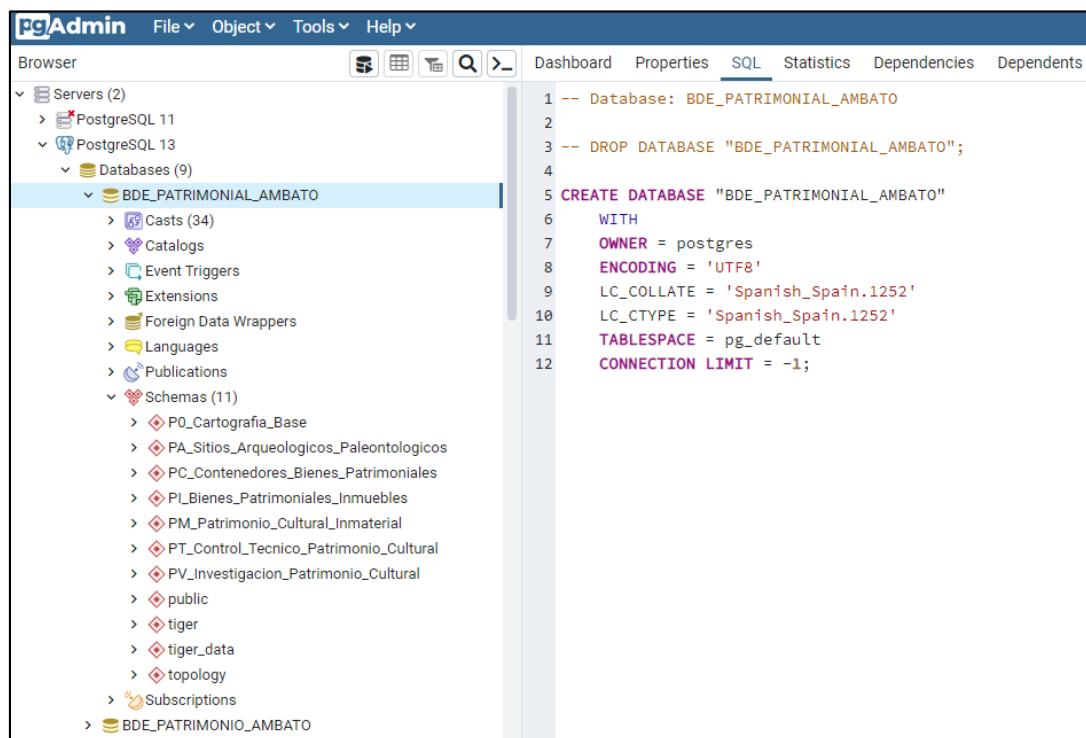 pgAdmin File Object Tools Help
Browser
Dashboard Properties SQL Statistics Dependencies Dependents
Servers (2)
PostgreSQL 11
PostgreSQL 13
Databases (9)
BDE_PATRIMONIAL_AMBATO
Casts (34)
Catalogs
Event Triggers
Extensions
Foreign Data Wrappers
Languages
Publications
Schemas (11)
P0_Cartografia_Base
PA_Sitios_Arqueologicos_Paleontologicos
PC_Contenedores_Bienes_Patrimoniales
PI_Bienes_Patrimoniales_Inmuebles
PM_Patrimonio_Cultural_Inmaterial
PT_Control_Tecnico_Patrimonio_Cultural
PV_Investigacion_Patrimonio_Cultural
public
tiger
tiger_data
topology
Subscriptions
BDE_PATRIMONIO_AMBATO
1 -- Database: BDE_PATRIMONIAL_AMBATO
2
3 -- DROP DATABASE "BDE_PATRIMONIAL_AMBATO";
4
5 CREATE DATABASE "BDE_PATRIMONIAL_AMBATO"
6 WITH
7 OWNER = postgres
8 ENCODING = 'UTF8'
9 LC_COLLATE = 'Spanish_Spain.1252'
10 LC_CTYPE = 'Spanish_Spain.1252'
11 TABLESPACE = pg_default
12 CONNECTION LIMIT = -1;